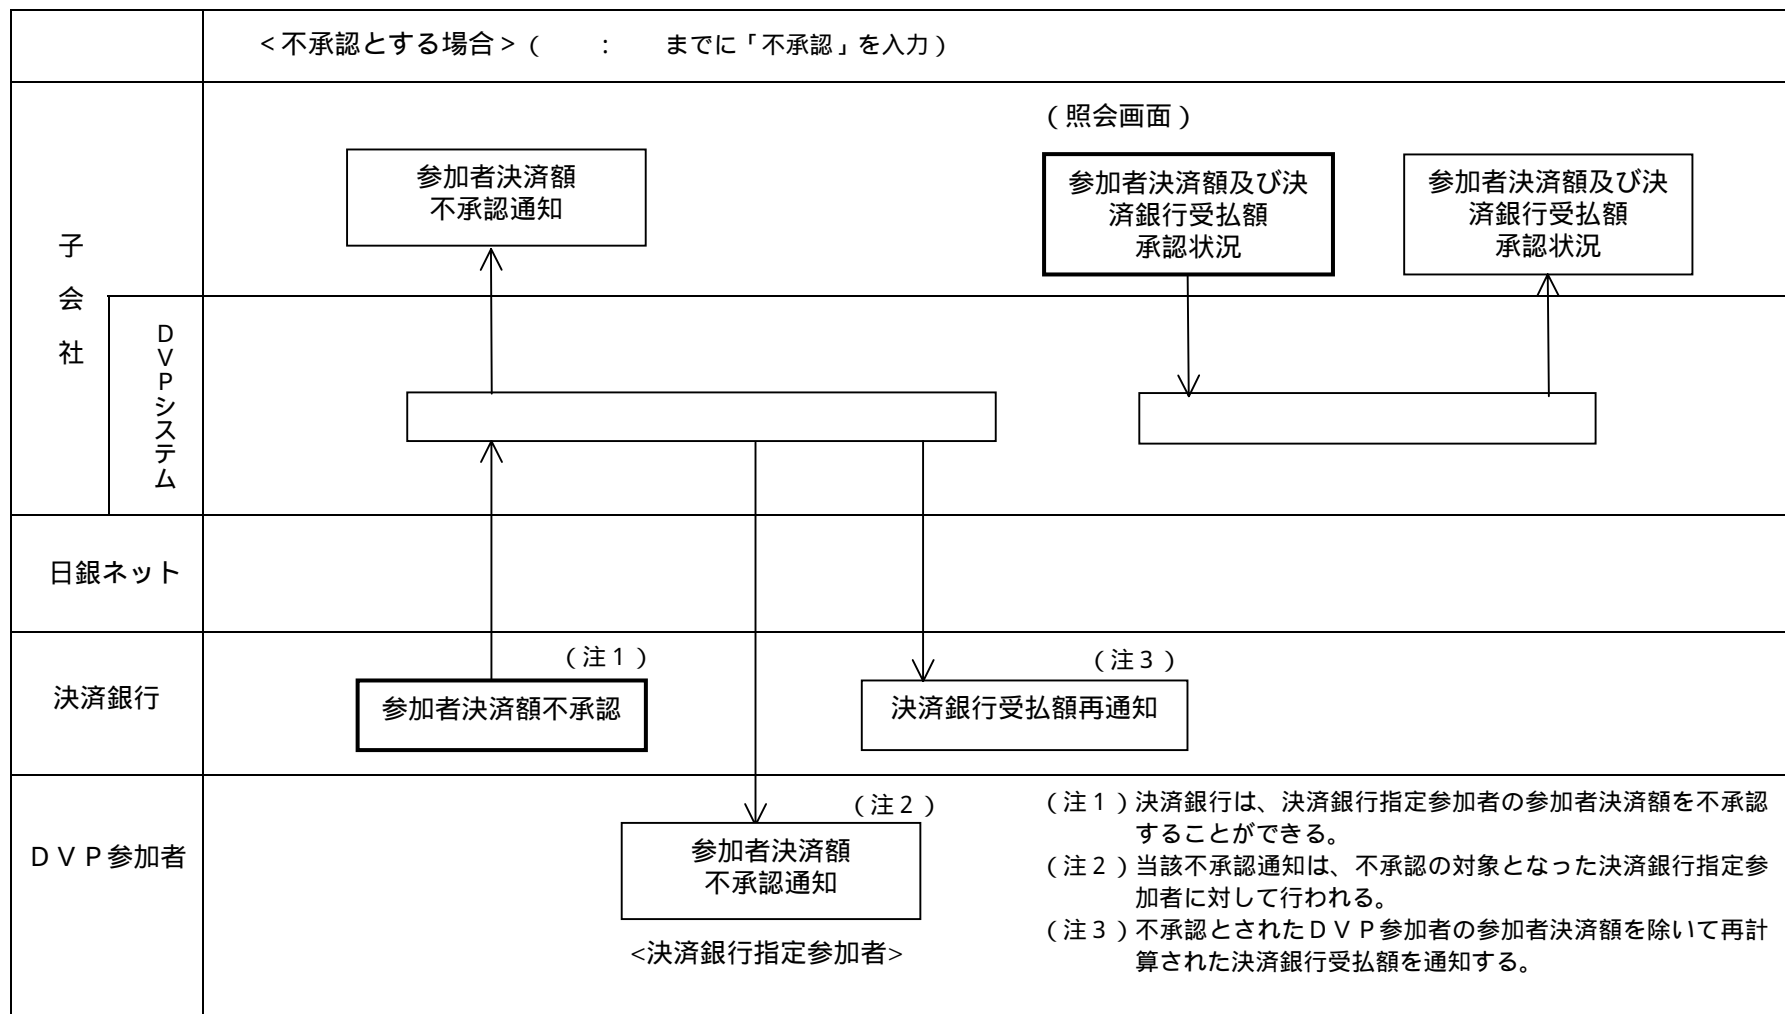 ＜不承認とする場合＞（　　：　　までに「不承認」を入力）
（照会画面）
参加者決済額
不承認通知
参加者決済額及び決
済銀行受払額
承認状況
参加者決済額及び決
済銀行受払額
承認状況
子会社
ＤＶＰシステム
日銀ネット
決済銀行
（注１）
参加者決済額不承認
（注３）
決済銀行受払額再通知
ＤＶＰ参加者
（注２）
参加者決済額
不承認通知
<決済銀行指定参加者>
（注１）決済銀行は、決済銀行指定参加者の参加者決済額を不承認
することができる。
（注２）当該不承認通知は、不承認の対象となった決済銀行指定参
加者に対して行われる。
（注３）不承認とされたＤＶＰ参加者の参加者決済額を除いて再計
算された決済銀行受払額を通知する。